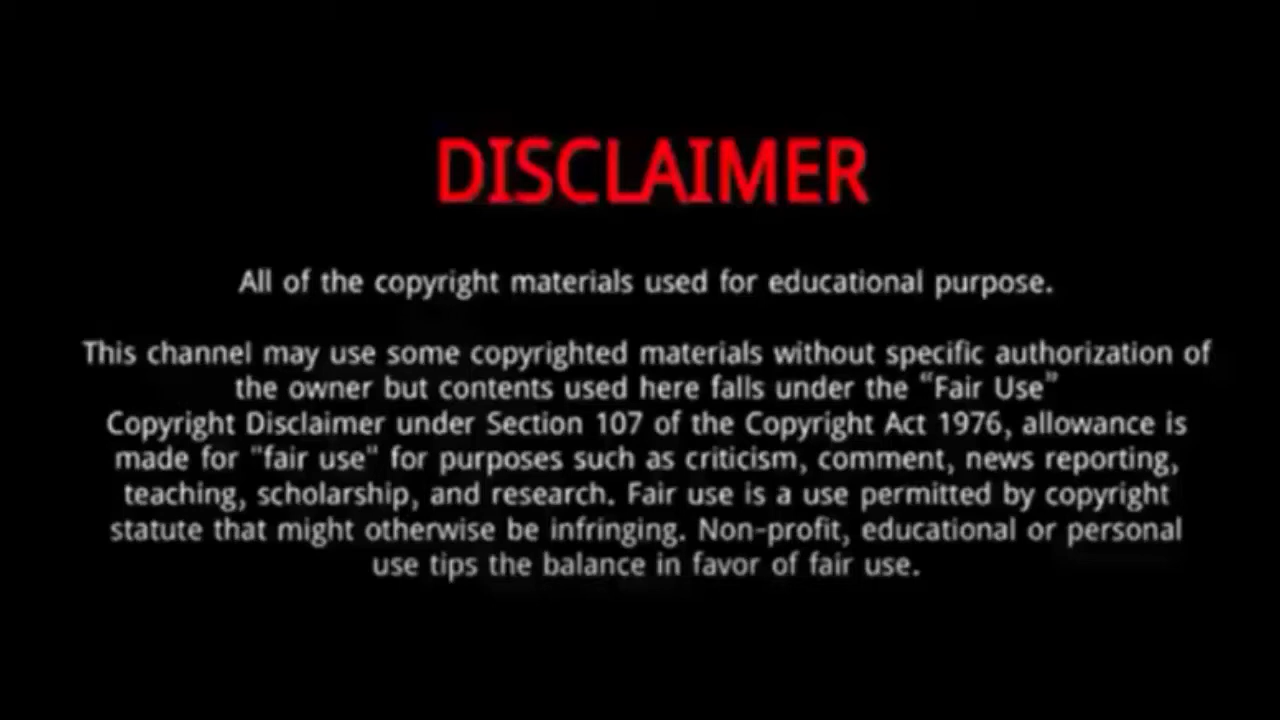 DISCLAIMER
All of the copyright materials used for educational purpose.
This channel may use some copyrighted materials without specific authorization of
the owner but contents used here falls under the “Fair Use”
Copyright Disclaimer under Section 107 of the Copyright Act 1976, allowance is
made for "fair use" for purposes such as criticism, comment, news reporting,
teaching, scholarship, and research. Fair use is a use permitted by copyright
statute that might otherwise be infringing. Non-profit, educational or personal
use tips the balance in favor of fair use.